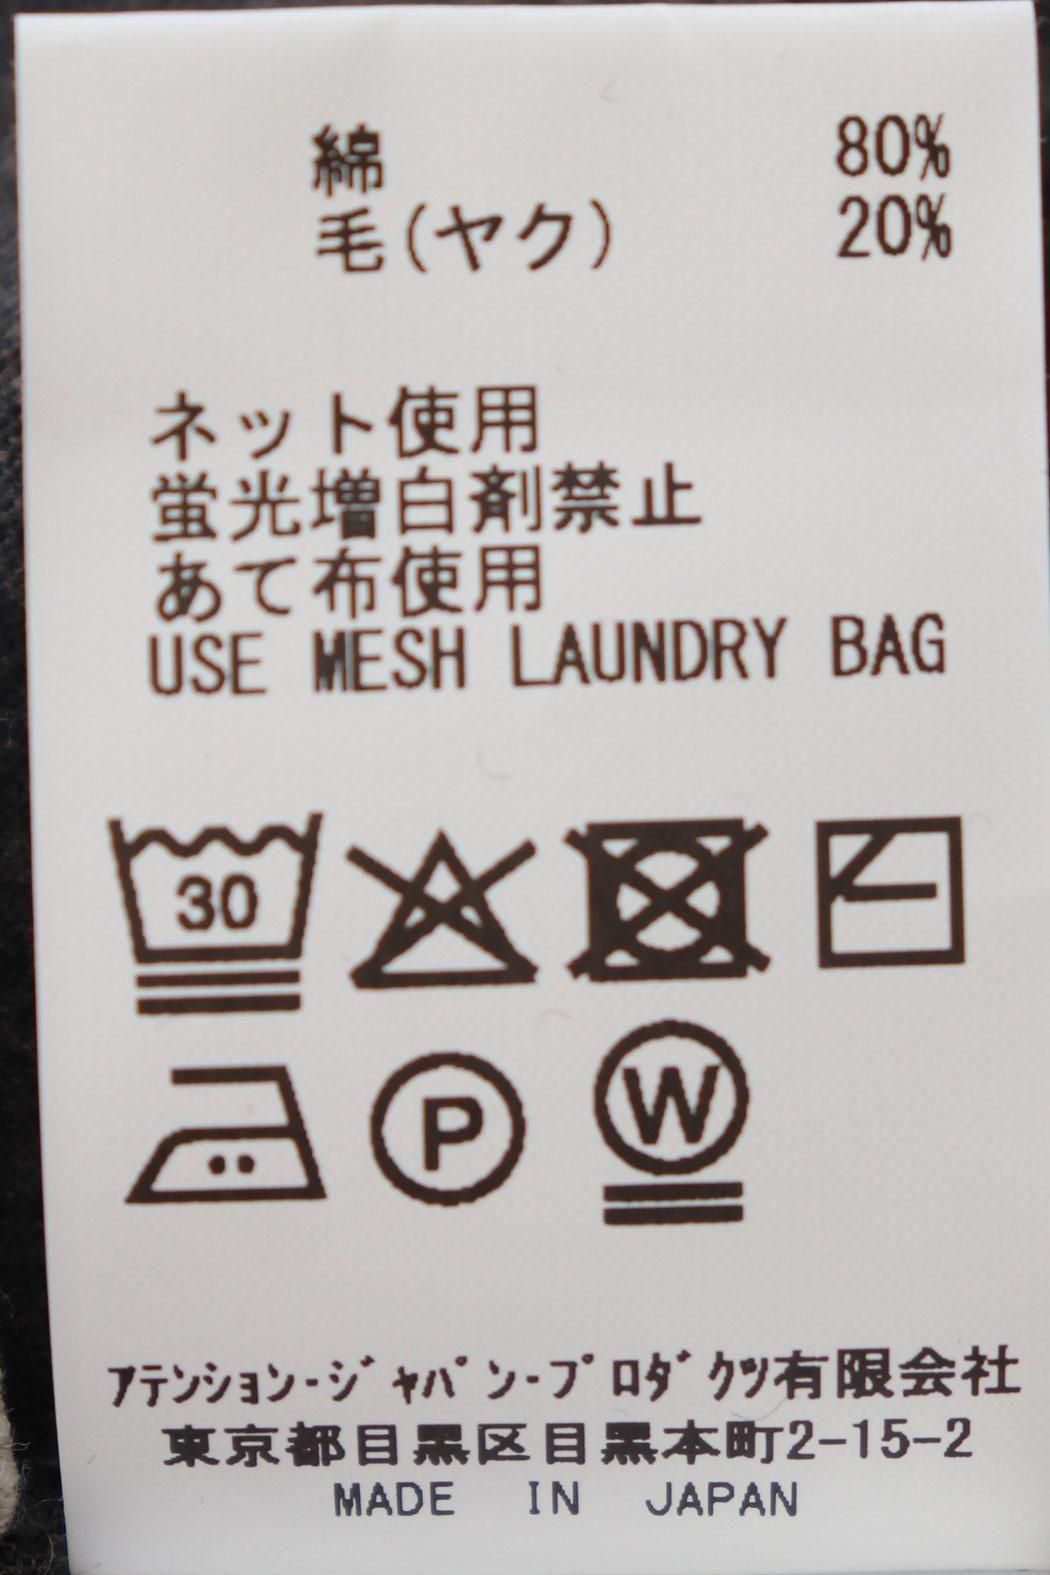 綿 80%
毛(ヤク) 20%
ネット使用
蛍光増白剤禁止
あて布使用
USE MESH LAUNDRY BAG
30
P
W
ｱﾃﾝｼｮﾝ-ｼﾞｬﾊﾟﾝ-ﾌﾟﾛﾀﾞｸﾂ有限会社
東京都目黒区目黒本町2-15-2
MADE IN JAPAN